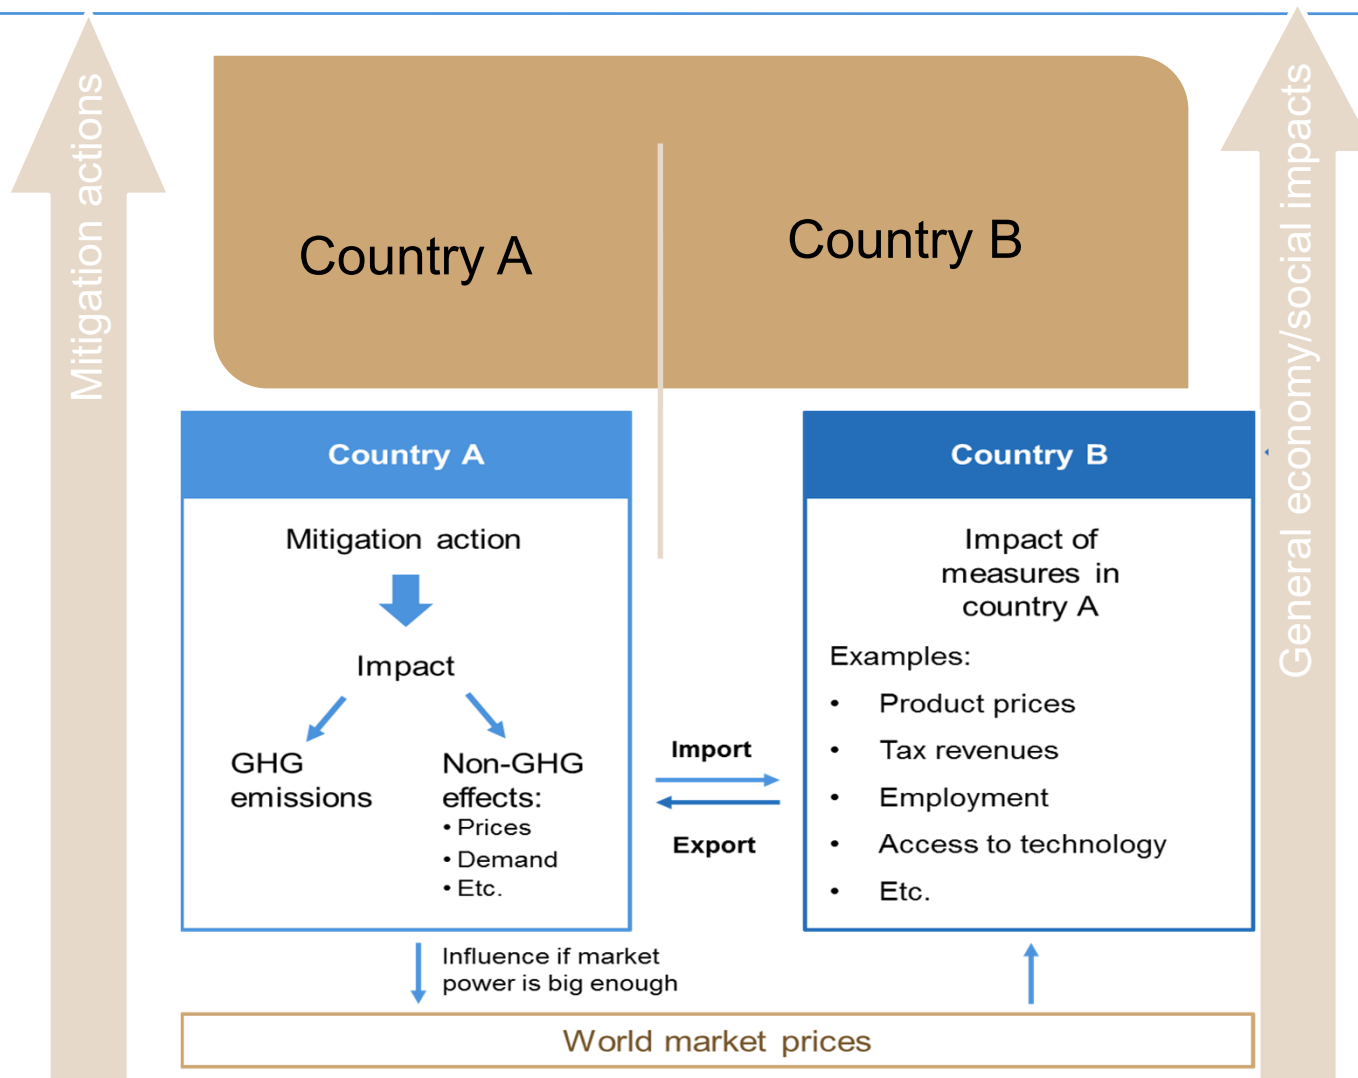 Mitigation actions
General economy/social impacts
Country A
Country B
Country A
Mitigation action
Impact
GHG
emissions
Non-GHG
effects:
• Prices
• Demand
• Etc.
Import
Export
Country B
Impact of
measures in
country A
Examples:
• Product prices
• Tax revenues
• Employment
• Access to technology
• Etc.
Influence if market
power is big enough
World market prices